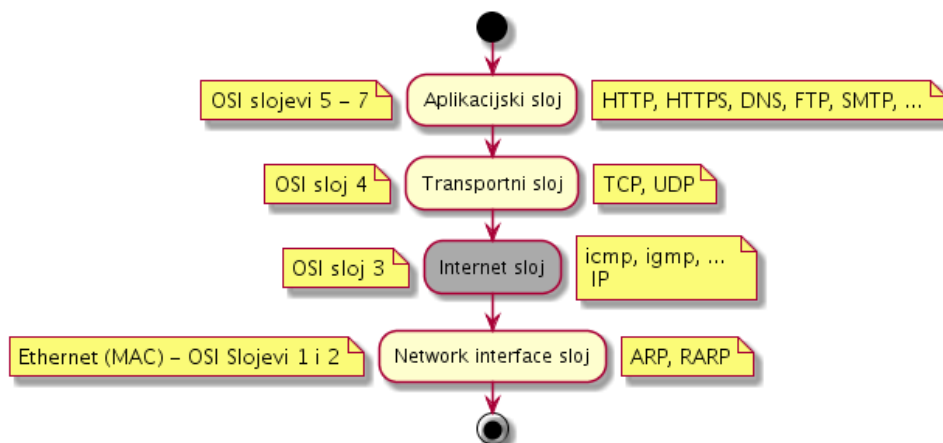 OSI slojevi 5 – 7
Aplikacijski sloj
HTTP, HTTPS, DNS, FTP, SMTP, ...
OSI sloj 4
Transportni sloj
TCP, UDP
OSI sloj 3
Internet sloj
icmp, igmp, ...
IP
Ethernet (MAC) – OSI Slojevi 1 i 2
Network interface sloj
ARP, RARP